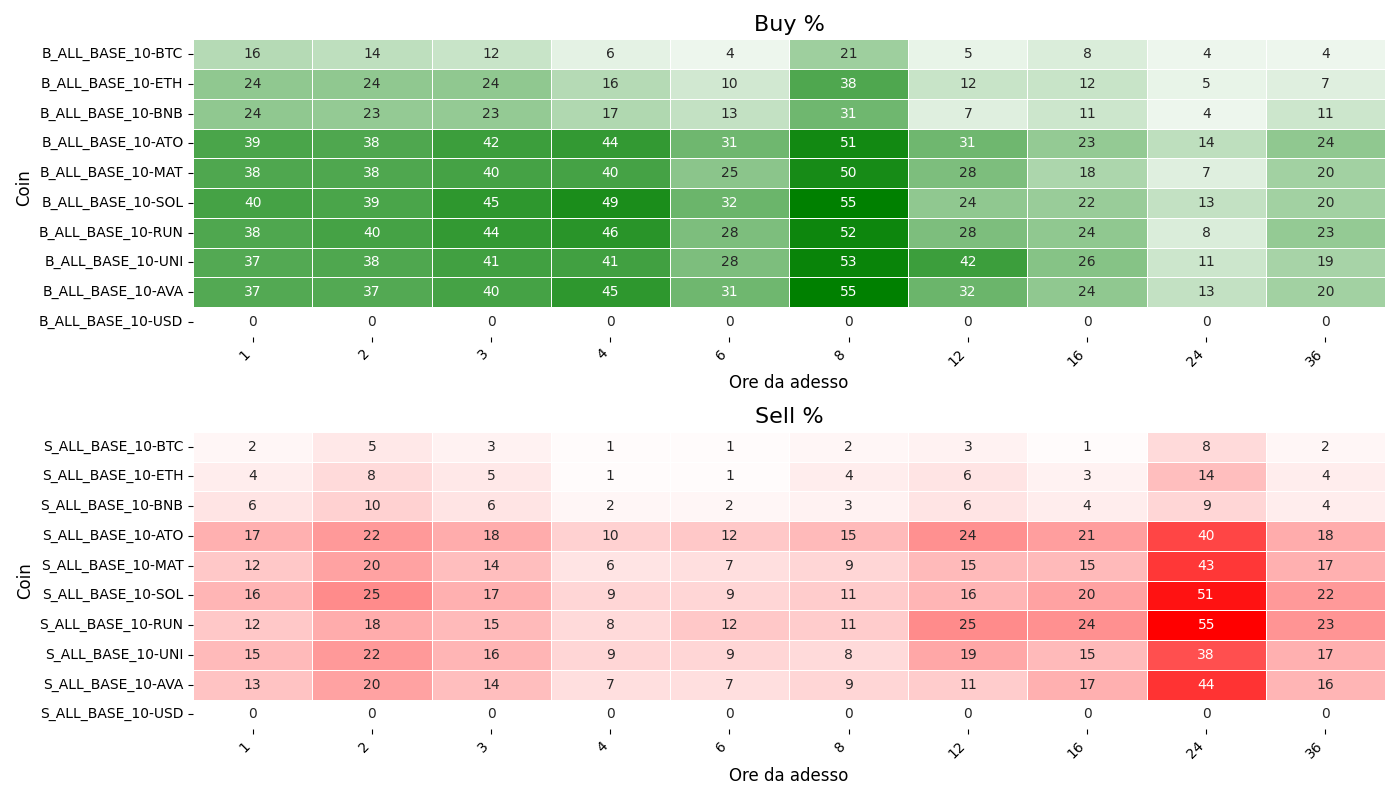 Buy %
Coin
B_ALL_BASE_10-BTC 16 14 12 6 4 21 5 8 4 4
B_ALL_BASE_10-ETH 24 24 24 16 10 38 12 12 5 7
B_ALL_BASE_10-BNB 24 23 23 17 13 31 7 11 4 11
B_ALL_BASE_10-ATO 39 38 42 44 31 51 31 23 14 24
B_ALL_BASE_10-MAT 38 38 40 40 25 50 28 18 7 20
B_ALL_BASE_10-SOL 40 39 45 49 32 55 24 22 13 20
B_ALL_BASE_10-RUN 38 40 44 46 28 52 28 24 8 23
B_ALL_BASE_10-UNI 37 38 41 41 28 53 42 26 11 19
B_ALL_BASE_10-AVA 37 37 40 45 31 55 32 24 13 20
B_ALL_BASE_10-USD 0 0 0 0 0 0 0 0 0 0
1 2 3 4 6 8 12 16 24 36
Ore da adesso
Sell %
Coin
S_ALL_BASE_10-BTC 2 5 3 1 1 2 3 1 8 2
S_ALL_BASE_10-ETH 4 8 5 1 1 4 6 3 14 4
S_ALL_BASE_10-BNB 6 10 6 2 2 3 6 4 9 4
S_ALL_BASE_10-ATO 17 22 18 10 12 15 24 21 40 18
S_ALL_BASE_10-MAT 12 20 14 6 7 9 15 15 43 17
S_ALL_BASE_10-SOL 16 25 17 9 9 11 16 20 51 22
S_ALL_BASE_10-RUN 12 18 15 8 12 11 25 24 55 23
S_ALL_BASE_10-UNI 15 22 16 9 9 8 19 15 38 17
S_ALL_BASE_10-AVA 13 20 14 7 7 9 11 17 44 16
S_ALL_BASE_10-USD 0 0 0 0 0 0 0 0 0 0
1 2 3 4 6 8 12 16 24 36
Ore da adesso